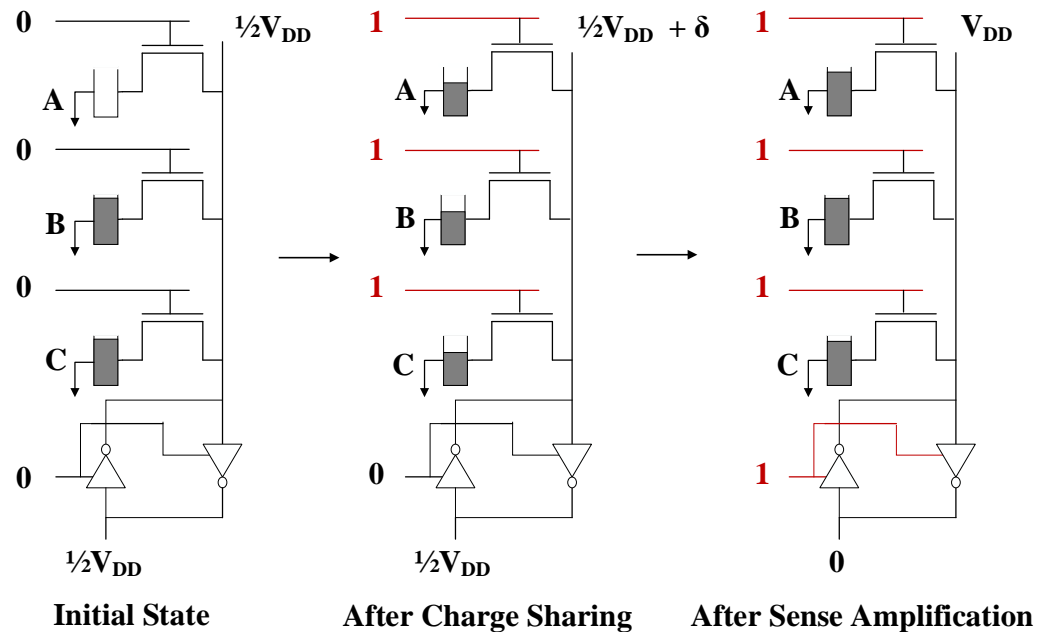 0 ½VDD 1 ½VDD + δ 1 VDD
A A A
0 1 1
B B B
0 1 1
C C C
0 0 1
½VDD ½VDD 0
Initial State After Charge Sharing After Sense Amplification